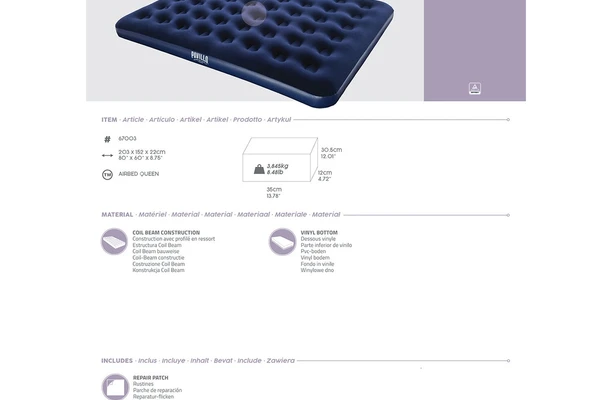 PAVILLO
ITEM · Article · Artículo · Artikel · Artikel · Prodotto · Artykuł
# 67003
203 x 152 x 22cm
80" x 60" x 8.75"
TM AIRBED QUEEN
3,845kg
8.48lb
30.5cm
12.01"
12cm
4.72"
35cm
13.78"
MATERIAL · Matériel · Material · Material · Materiaal · Materiale · Material
COIL BEAM CONSTRUCTION
Construction avec profilé en ressort
Estructura Coil Beam
Coil Beam bauweise
Coil-Beam constructie
Costruzione Coil Beam
Konstrukcja Coil Beam
VINYL BOTTOM
Dessous vinyle
Parte inferior de vinilo
Pvc-boden
Vinyl bodem
Fondo in vinile
Winylowe dno
INCLUDES · Inclus · Incluye · Inhalt · Bevat · Include · Zawiera
REPAIR PATCH
Rustines
Parche de reparación
Reparatur-flicken